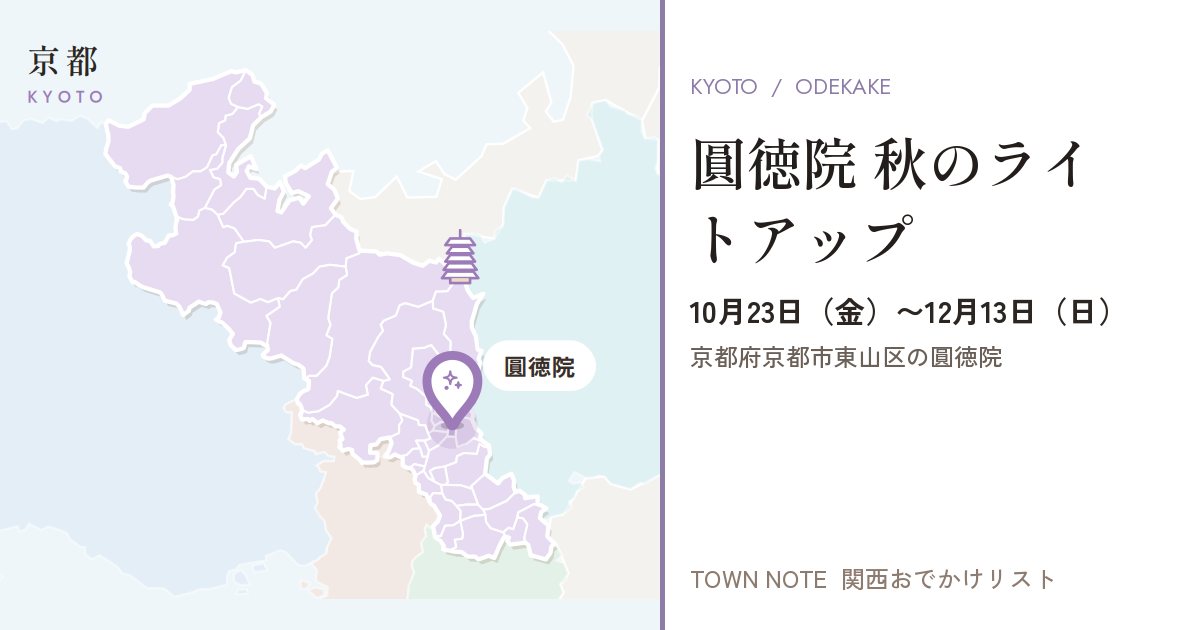 京都
KYOTO
圓徳院
KYOTO / ODEKAKE
圓徳院 秋のライ
トアップ
10月23日（金）〜12月13日（日）
京都府京都市東山区の圓徳院
TOWN NOTE 関西おでかけリスト